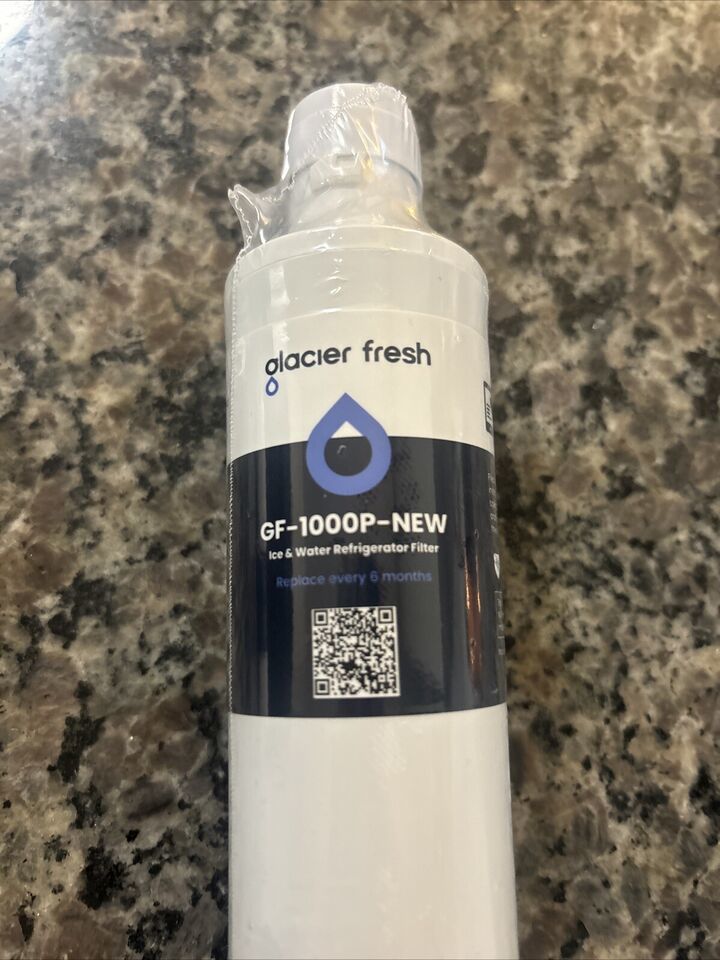 glacier fresh
GF-1000P-NEW
Ice & Water Refrigerator Filter
Replace every 6 months